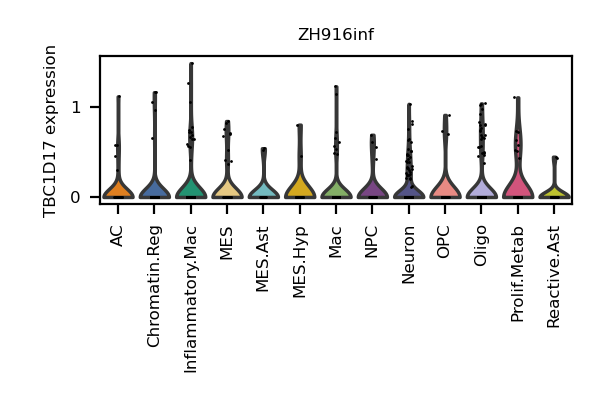 ZH916inf
TBC1D17 expression
1
0
AC
Chromatin.Reg
Inflammatory.Mac
MES
MES.Ast
MES.Hyp
Mac
NPC
Neuron
OPC
Oligo
Prolif.Metab
Reactive.Ast